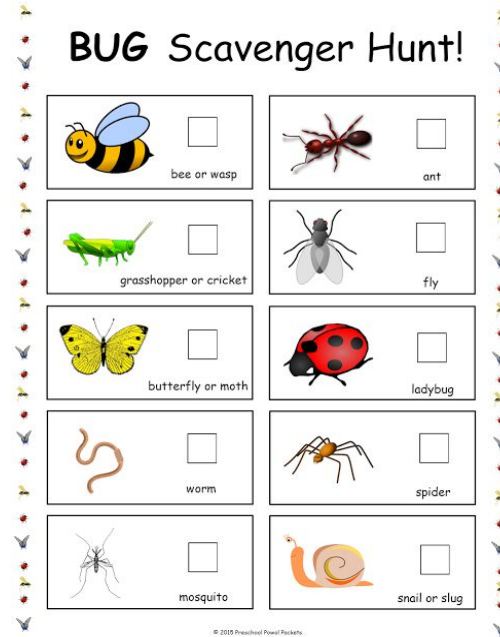 BUG Scavenger Hunt!
bee or wasp
ant
grasshopper or cricket
fly
butterfly or moth
ladybug
worm
spider
mosquito
snail or slug
© 2015 Preschool Powol Packets